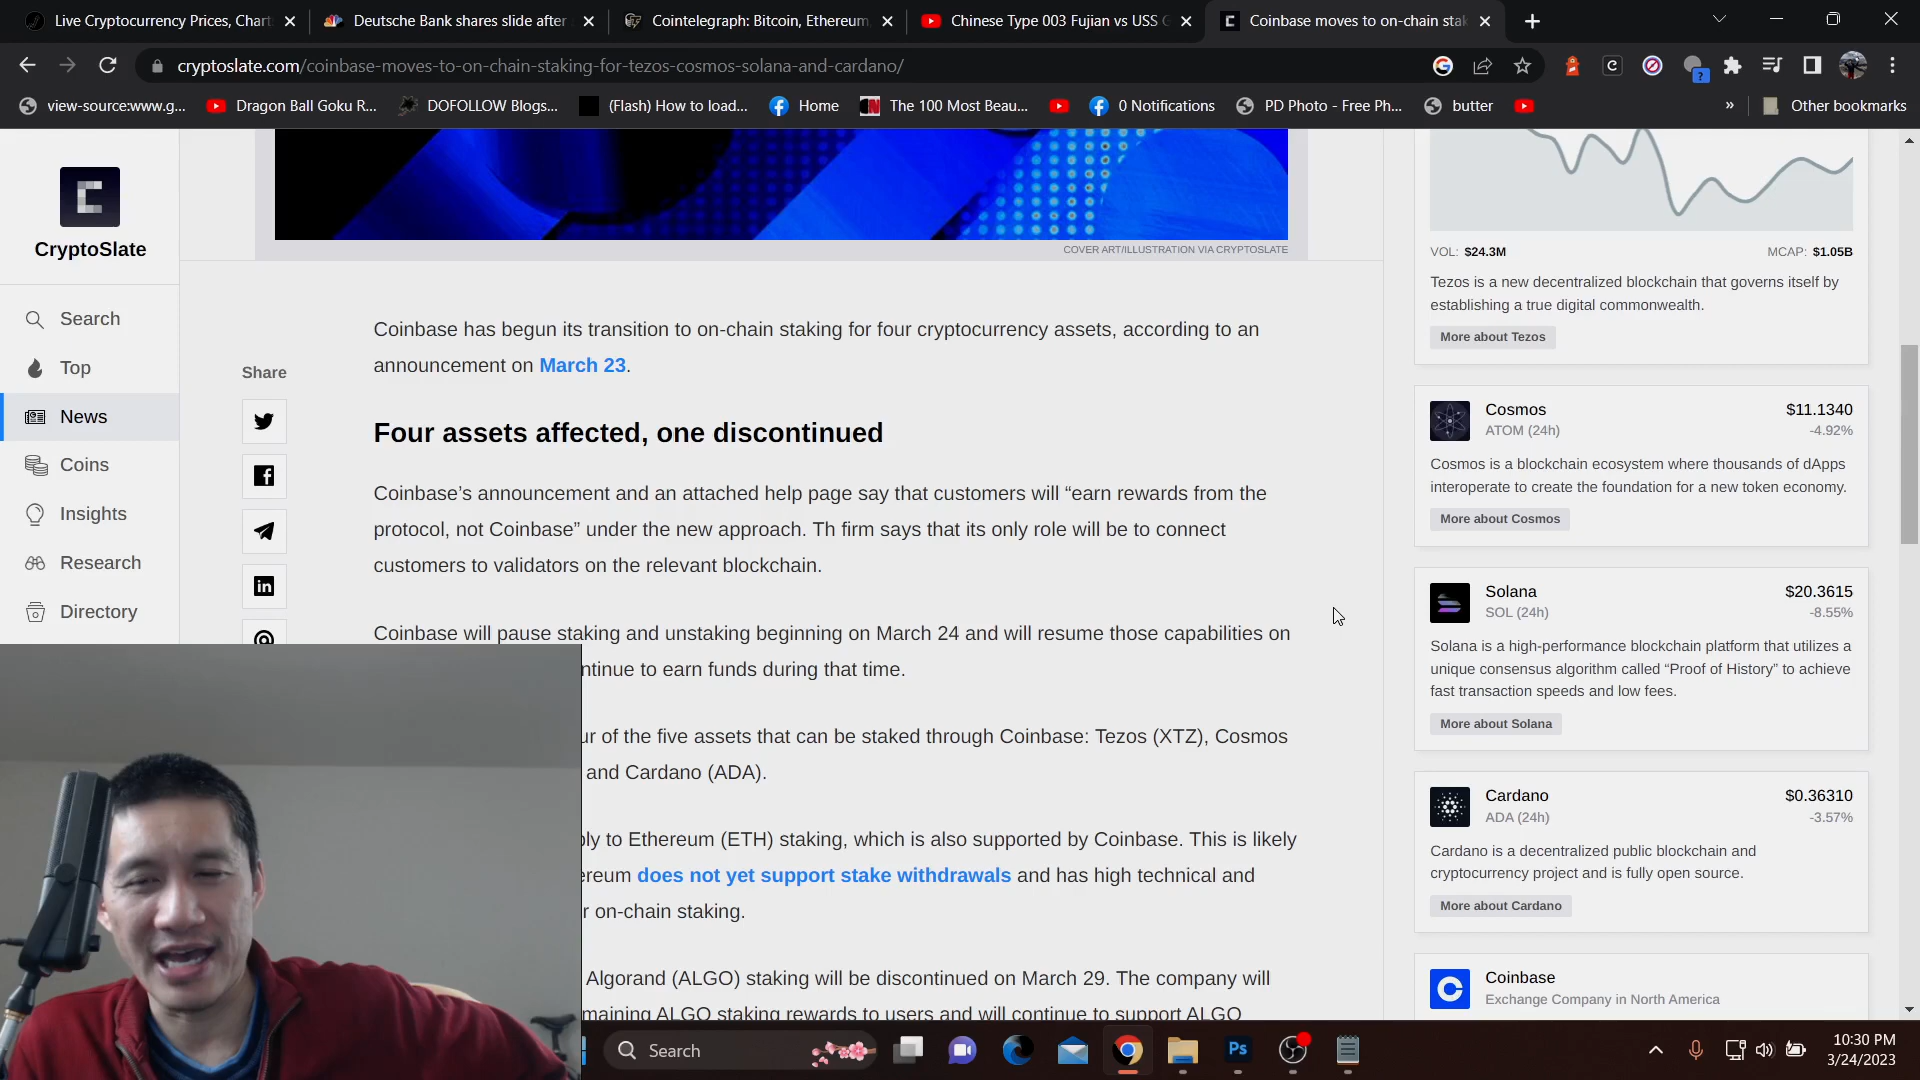 Live Cryptocurrency Prices, Chart
Deutsche Bank shares slide after
Cointelegraph: Bitcoin, Ethereum,
Chinese Type 003 Fujian vs USS G
Coinbase moves to on-chain stak
cryptoslate.com/coinbase-moves-to-on-chain-staking-for-tezos-cosmos-solana-and-cardano/
view-source:www.g...
Dragon Ball Goku R...
DOFOLLOW Blogs...
(Flash) How to load...
Home
The 100 Most Beau...
0 Notifications
PD Photo - Free Ph...
butter
»
Other bookmarks
CryptoSlate
Search
Top
News
Coins
Insights
Research
Directory
COVER ART/ILLUSTRATION VIA CRYPTOSLATE
Share
Coinbase has begun its transition to on-chain staking for four cryptocurrency assets, according to an
announcement on March 23.
Four assets affected, one discontinued
Coinbase’s announcement and an attached help page say that customers will “earn rewards from the
protocol, not Coinbase” under the new approach. Th firm says that its only role will be to connect
customers to validators on the relevant blockchain.
Coinbase will pause staking and unstaking beginning on March 24 and will resume those capabilities on
ntinue to earn funds during that time.
ur of the five assets that can be staked through Coinbase: Tezos (XTZ), Cosmos
and Cardano (ADA).
ly to Ethereum (ETH) staking, which is also supported by Coinbase. This is likely
ereum does not yet support stake withdrawals and has high technical and
r on-chain staking.
Algorand (ALGO) staking will be discontinued on March 29. The company will
maining ALGO staking rewards to users and will continue to support ALGO
VOL: $24.3M
MCAP: $1.05B
Tezos is a new decentralized blockchain that governs itself by
establishing a true digital commonwealth.
More about Tezos
Cosmos
$11.1340
ATOM (24h)
-4.92%
Cosmos is a blockchain ecosystem where thousands of dApps
interoperate to create the foundation for a new token economy.
More about Cosmos
Solana
$20.3615
SOL (24h)
-8.55%
Solana is a high-performance blockchain platform that utilizes a
unique consensus algorithm called “Proof of History” to achieve
fast transaction speeds and low fees.
More about Solana
Cardano
$0.36310
ADA (24h)
-3.57%
Cardano is a decentralized public blockchain and
cryptocurrency project and is fully open source.
More about Cardano
Coinbase
Exchange Company in North America
Search
Ps
10:30 PM
3/24/2023